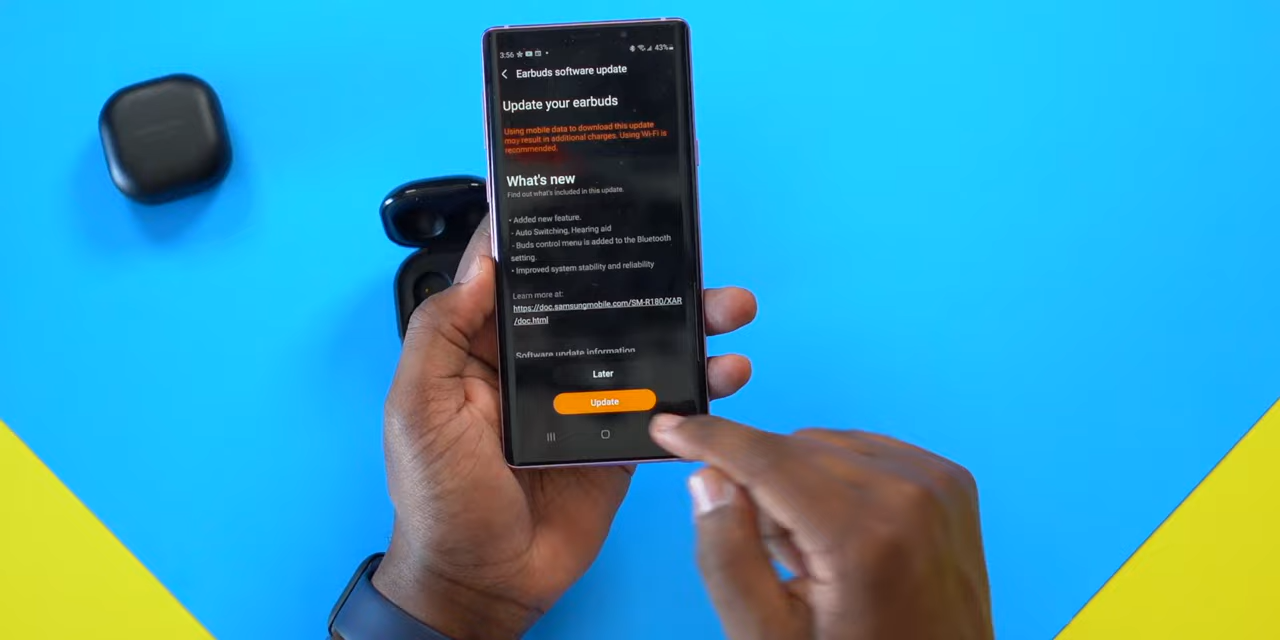 3:56
43%
Earbuds software update
Update your earbuds
Using mobile data to download this update
may result in additional charges. Using Wi-Fi is
recommended.
What's new
Find out what's included in this update.
• Added new feature.
- Auto Switching, Hearing aid
- Buds control menu is added to the Bluetooth
setting.
• Improved system stability and reliability
Learn more at:
https://doc.samsungmobile.com/SM-R180/XAR
/doc.html
Software update information
Later
Update